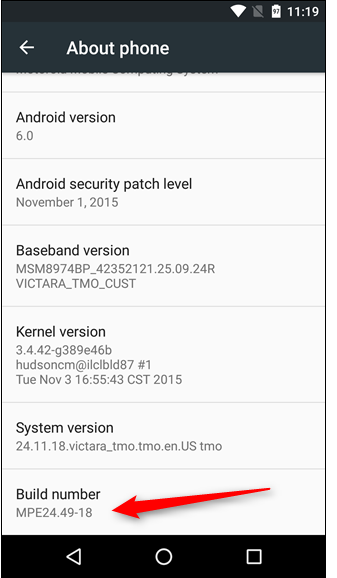 97 11:19
About phone
Android version
6.0
Android security patch level
November 1, 2015
Baseband version
MSM8974BP_42352121.25.09.24R
VICTARA_TMO_CUST
Kernel version
3.4.42-g389e46b
hudsoncm@ilclbld87 #1
Tue Nov 3 16:55:43 CST 2015
System version
24.11.18.victara_tmo.tmo.en.US tmo
Build number
MPE24.49-18